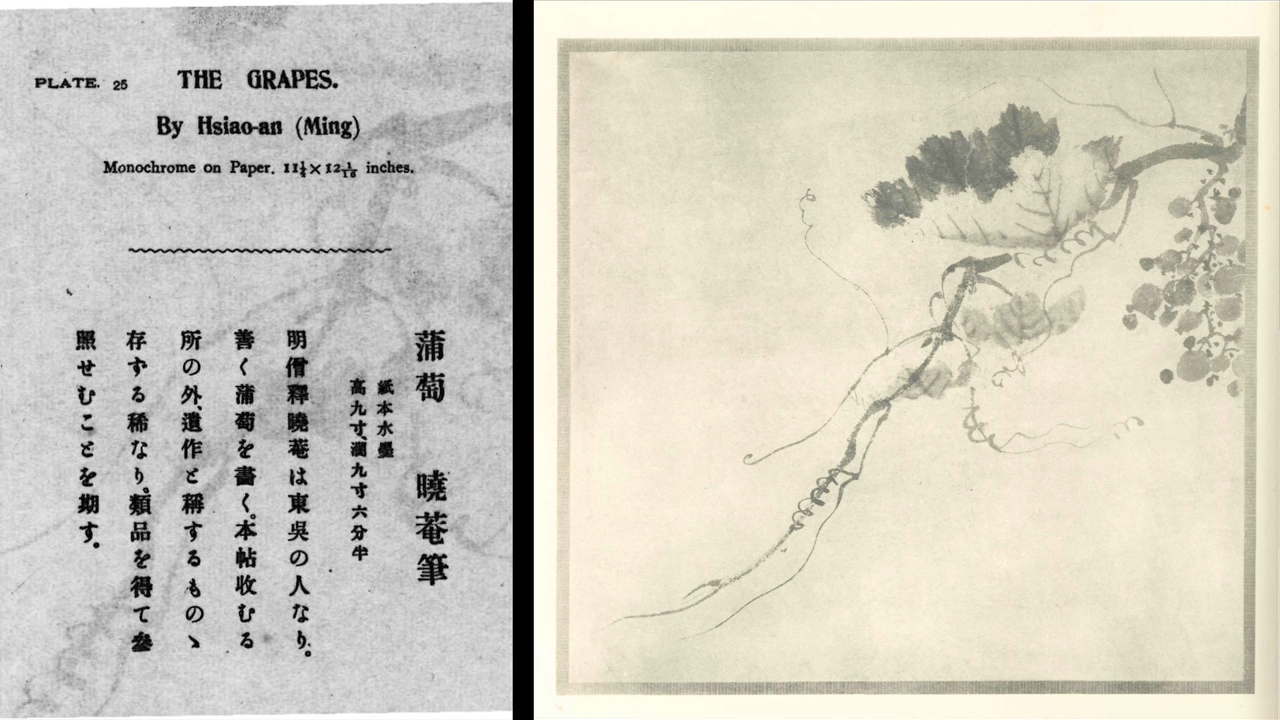 PLATE. 25
THE GRAPES.
By Hsiao-an (Ming)
Monochrome on Paper. 11¼×12 1/16 inches.
蒲萄　曉菴筆
紙本水墨
高九寸、濶九寸六分半
明僧釋曉菴は東吳の人なり。
善く蒲萄を畵く。本帖收むる
所の外、遺作と稱するものゝ
存する稀なり。類品を得て參
照せむことを期す。